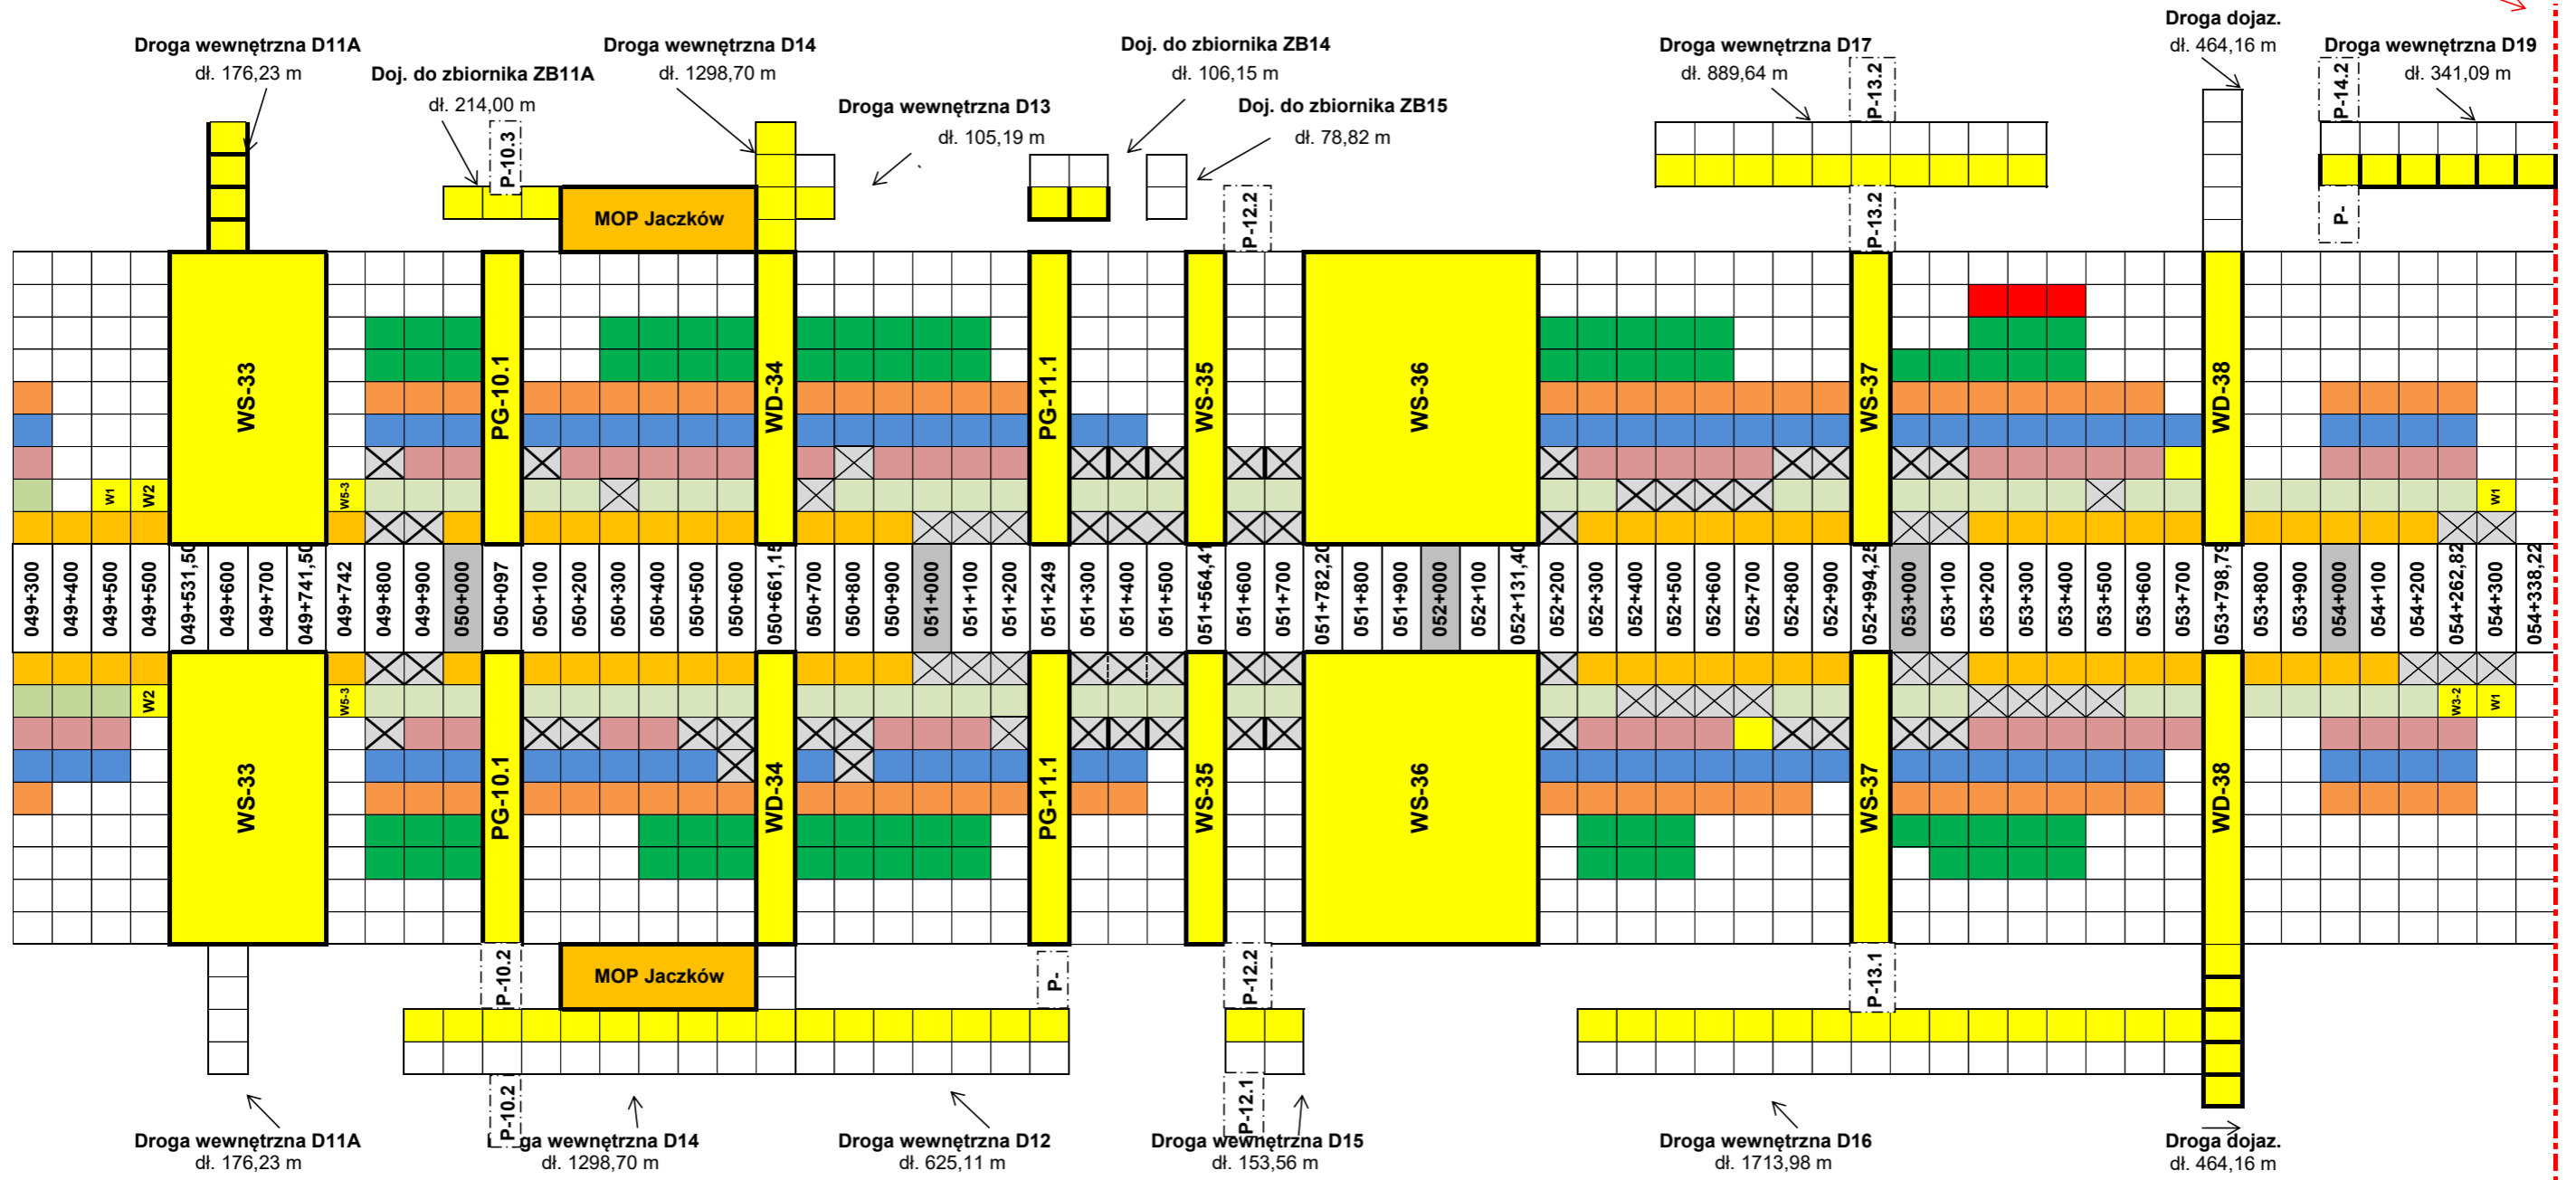 Droga wewnętrzna D11A
dł. 176,23 m
Doj. do zbiornika ZB11A
dł. 214,00 m
Droga wewnętrzna D14
dł. 1298,70 m
Droga wewnętrzna D13
dł. 105,19 m
Doj. do zbiornika ZB14
dł. 106,15 m
Doj. do zbiornika ZB15
dł. 78,82 m
Droga wewnętrzna D17
dł. 889,64 m
Droga dojaz.
dł. 464,16 m
Droga wewnętrzna D19
dł. 341,09 m
P-10.3
P-12.2
P-13.2
P-13.2
P-14.2
P-
MOP Jaczków
WS-33
PG-10.1
WD-34
PG-11.1
WS-35
WS-36
WS-37
WD-38
W1
W2
W5-3
W1
049+300
049+400
049+500
049+500
049+531,50
049+600
049+700
049+741,50
049+742
049+800
049+900
050+000
050+097
050+100
050+200
050+300
050+400
050+500
050+600
050+661,15
050+700
050+800
050+900
051+000
051+100
051+200
051+249
051+300
051+400
051+500
051+564,41
051+600
051+700
051+782,20
051+800
051+900
052+000
052+100
052+131,40
052+200
052+300
052+400
052+500
052+600
052+700
052+800
052+900
052+994,25
053+000
053+100
053+200
053+300
053+400
053+500
053+600
053+700
053+798,79
053+800
053+900
054+000
054+100
054+200
054+262,82
054+300
054+338,22
W2
W5-3
W3-2
W1
WS-33
PG-10.1
WD-34
PG-11.1
WS-35
WS-36
WS-37
WD-38
MOP Jaczków
P-10.2
P-
P-12.2
P-13.1
P-10.2
P-12.1
Droga wewnętrzna D11A
dł. 176,23 m
ga wewnętrzna D14
dł. 1298,70 m
Droga wewnętrzna D12
dł. 625,11 m
Droga wewnętrzna D15
dł. 153,56 m
Droga wewnętrzna D16
dł. 1713,98 m
Droga dojaz.
dł. 464,16 m